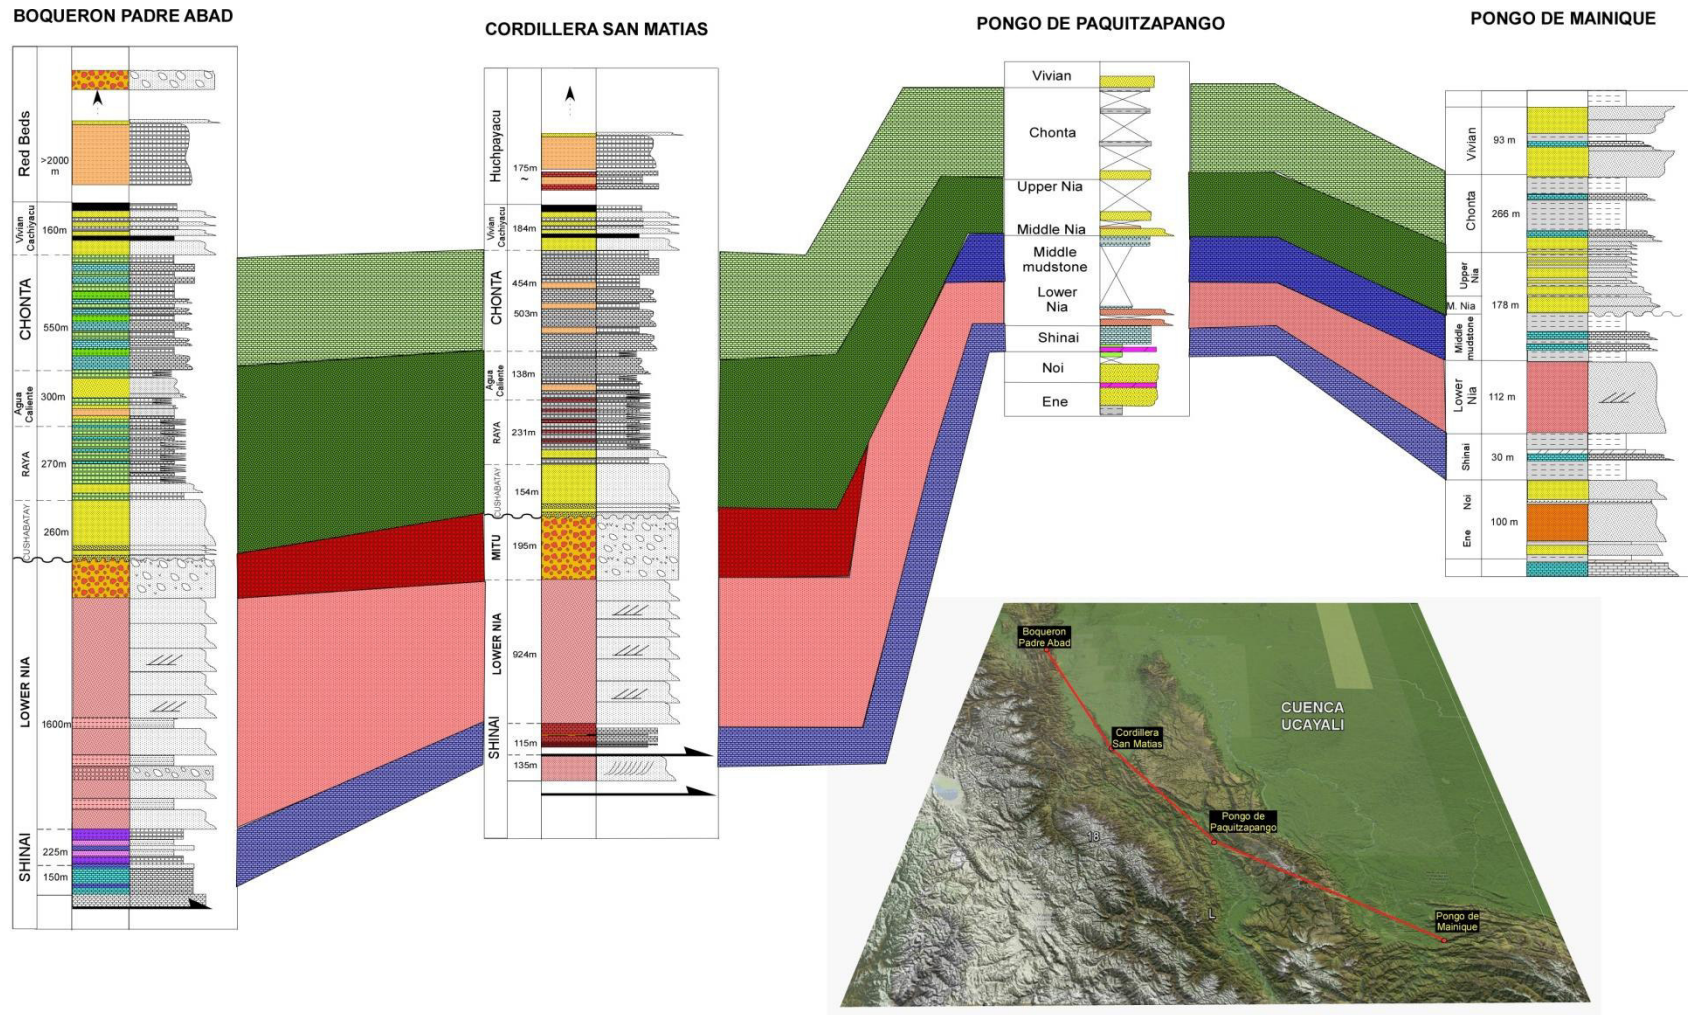 BOQUERON PADRE ABAD
Red Beds
>2000
m
Vivian
Cachiyacu
160m
CHONTA
550m
Agua
Caliente
300m
RAYA
270m
CUSHABATAY
260m
LOWER NIA
1600m
SHINAI
225m
150m
CORDILLERA SAN MATIAS
Huchpayacu
175m
~
Vivian
Cachiyacu
184m
CHONTA
454m
503m
Agua
Caliente
138m
RAYA
231m
CUSHABATAY
154m
MITU
195m
LOWER NIA
924m
SHINAI
115m
135m
PONGO DE PAQUITZAPANGO
Vivian
Chonta
Upper Nia
Middle Nia
Middle
mudstone
Lower
Nia
Shinai
Noi
Ene
PONGO DE MAINIQUE
Vivian
93 m
Chonta
266 m
Upper
Nia
M. Nia
178 m
Middle
mudstone
Lower
Nia
112 m
Shinai
30 m
Noi
Ene
100 m
Boqueron
Padre Abad
Cordillera
San Matias
CUENCA
UCAYALI
Pongo de
Paquitzapango
18
L
Pongo de
Mainique